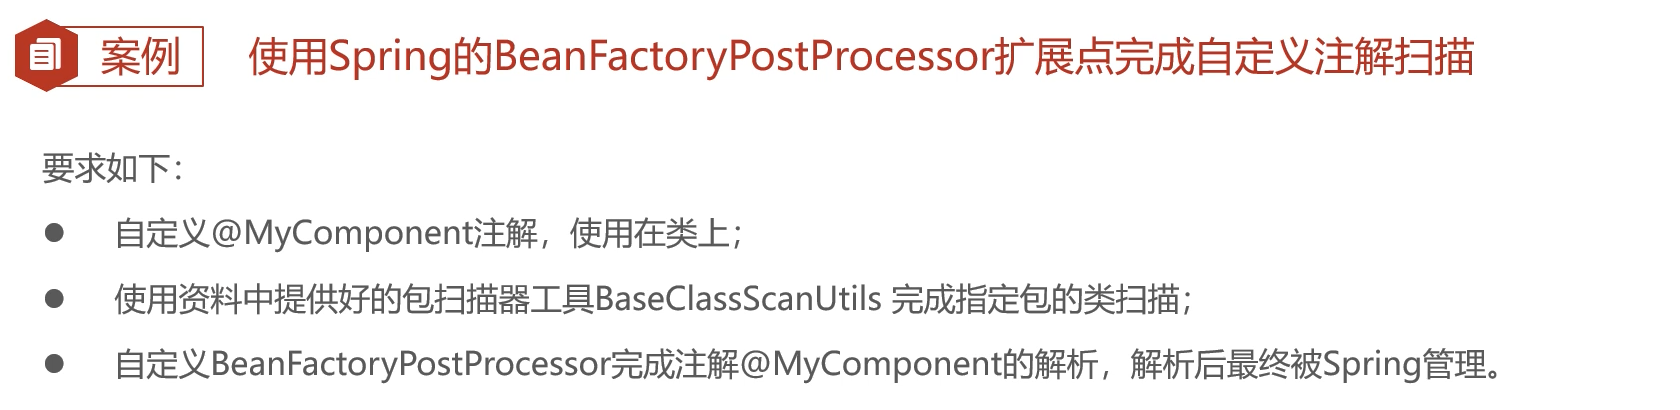 案例 使用Spring的BeanFactoryPostProcessor扩展点完成自定义注解扫描
要求如下：
● 自定义@MyComponent注解，使用在类上；
● 使用资料中提供好的包扫描器工具BaseClassScanUtils 完成指定包的类扫描；
● 自定义BeanFactoryPostProcessor完成注解@MyComponent的解析，解析后最终被Spring管理。